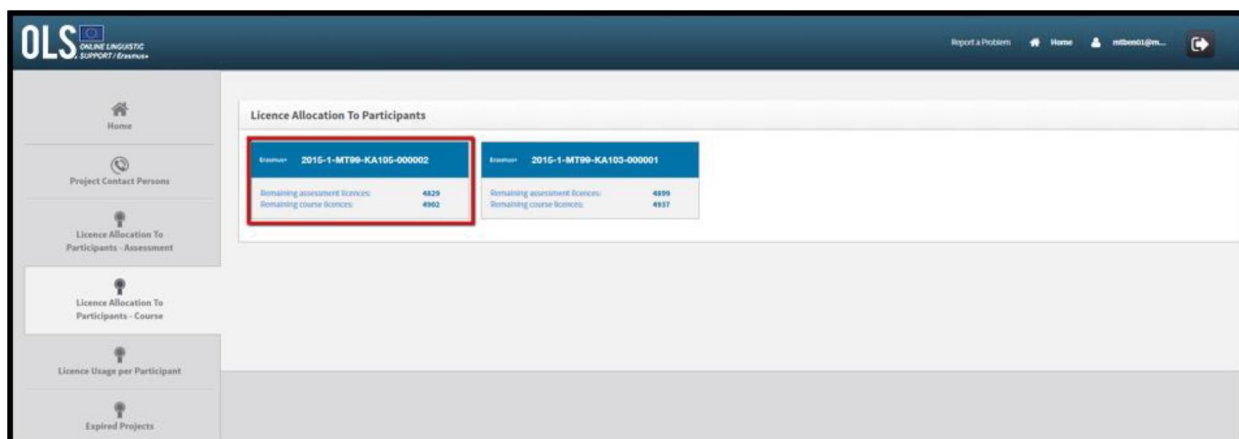 OLS ONLINE LINGUISTIC
SUPPORT / Erasmus+
Report a Problem Home mtben01@m...
Home
Project Contact Persons
Licence Allocation To
Participants - Assessment
Licence Allocation To
Participants - Course
Licence Usage per Participant
Expired Projects
Licence Allocation To Participants
Erasmus+ 2015-1-MT99-KA105-000002
Remaining assessment licences: 4829
Remaining course licences: 4902
Erasmus+ 2015-1-MT99-KA103-000001
Remaining assessment licences: 4899
Remaining course licences: 4937